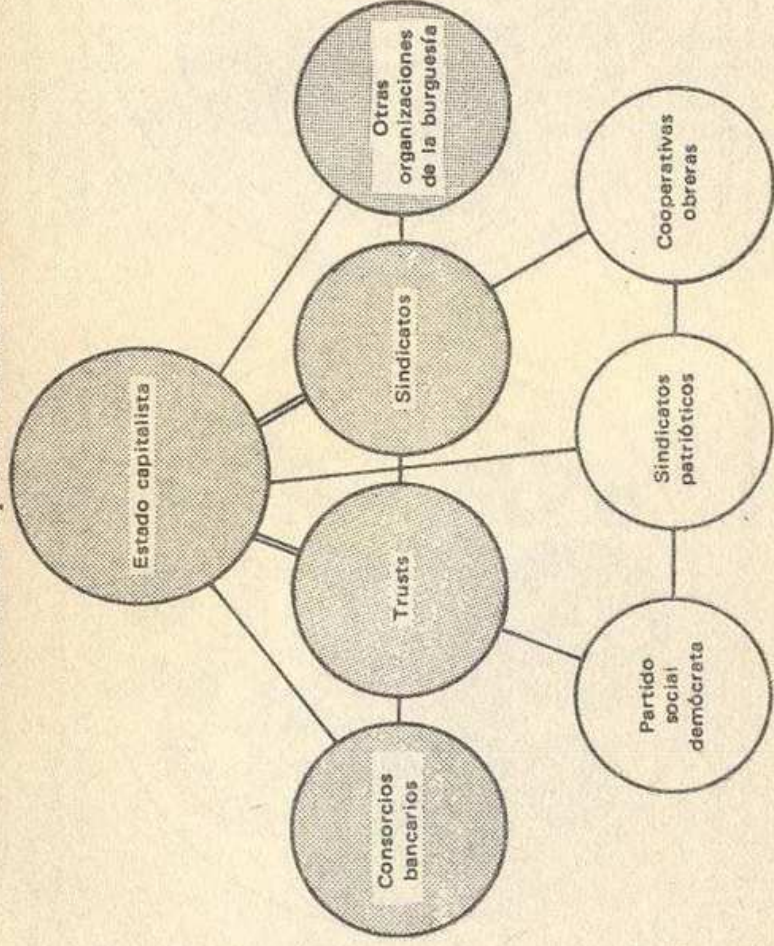 Estado capitalista
Consorcios
bancarios
Trusts
Sindicatos
Otras
organizaciones
de la burguesía
Partido
social
demócrata
Sindicatos
patrióticos
Cooperativas
obreras